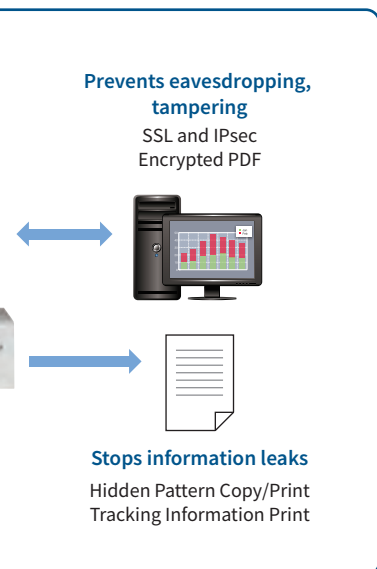 Prevents eavesdropping,
tampering
SSL and IPsec
Encrypted PDF
Stops information leaks
Hidden Pattern Copy/Print
Tracking Information Print